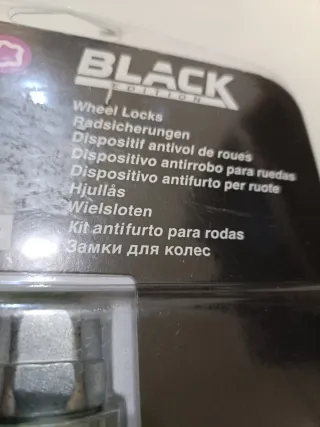 BLACK
EDITION
Wheel Locks
Radsicherungen
Dispositif antivol de roues
Dispositivo antirrobo para ruedas
Dispositivo antifurto per ruote
Hjullås
Wielsloten
Kit antifurto para rodas
Замки для колес